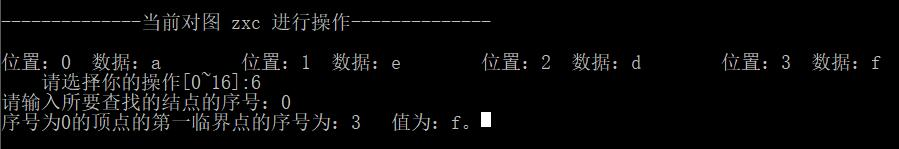 --------------当前对图 zxc 进行操作--------------
位置：0 数据：a 位置：1 数据：e 位置：2 数据：d 位置：3 数据：f
请选择你的操作[0~16]:6
请输入所要查找的结点的序号：0
序号为0的顶点的第一临界点的序号为：3 值为：f。